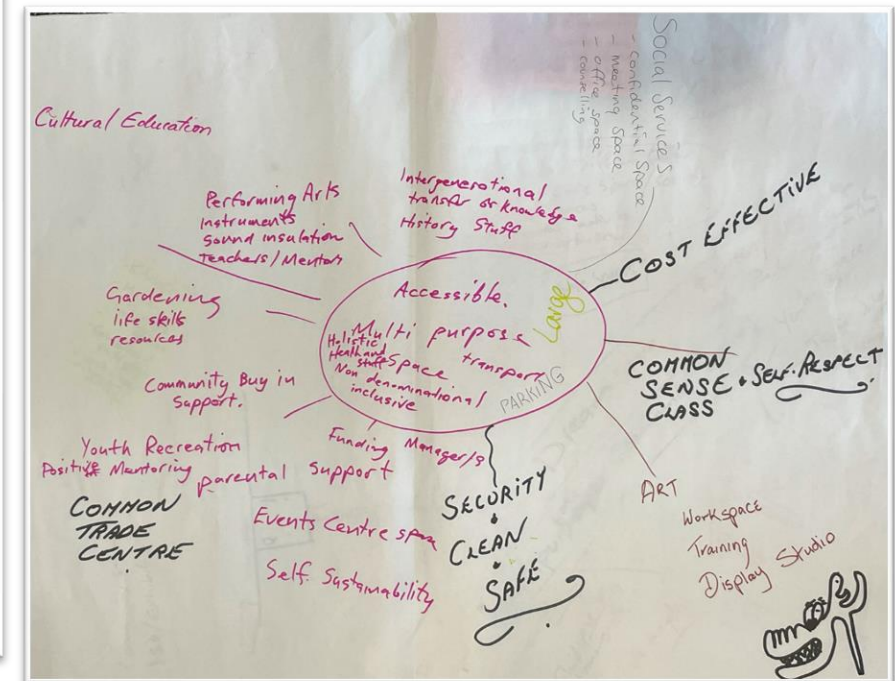 Social Services
- Confidential Space
- meeting space
- office space
- counselling
Cultural Education
Performing Arts
instruments
Sound insulation
Teachers/Mentors
Intergenerational
transfer of knowledge
History Stuff
COST EFFECTIVE
Gardening
life skills
resources
Accessible.
Large
Multi purpose
Space
transport
Holistic
Health and
stuff
Non denominational
inclusive
PARKING
COMMON
SENSE & SELF-RESPECT
CLASS
Community Buy in
Support.
Youth Recreation
Positive Mentoring
parental support
Funding Manager/s
COMMON
TRADE
CENTRE
Events Centre space
Self. Sustainability
SECURITY
CLEAN
SAFE
ART
Workspace
Training
Display Studio